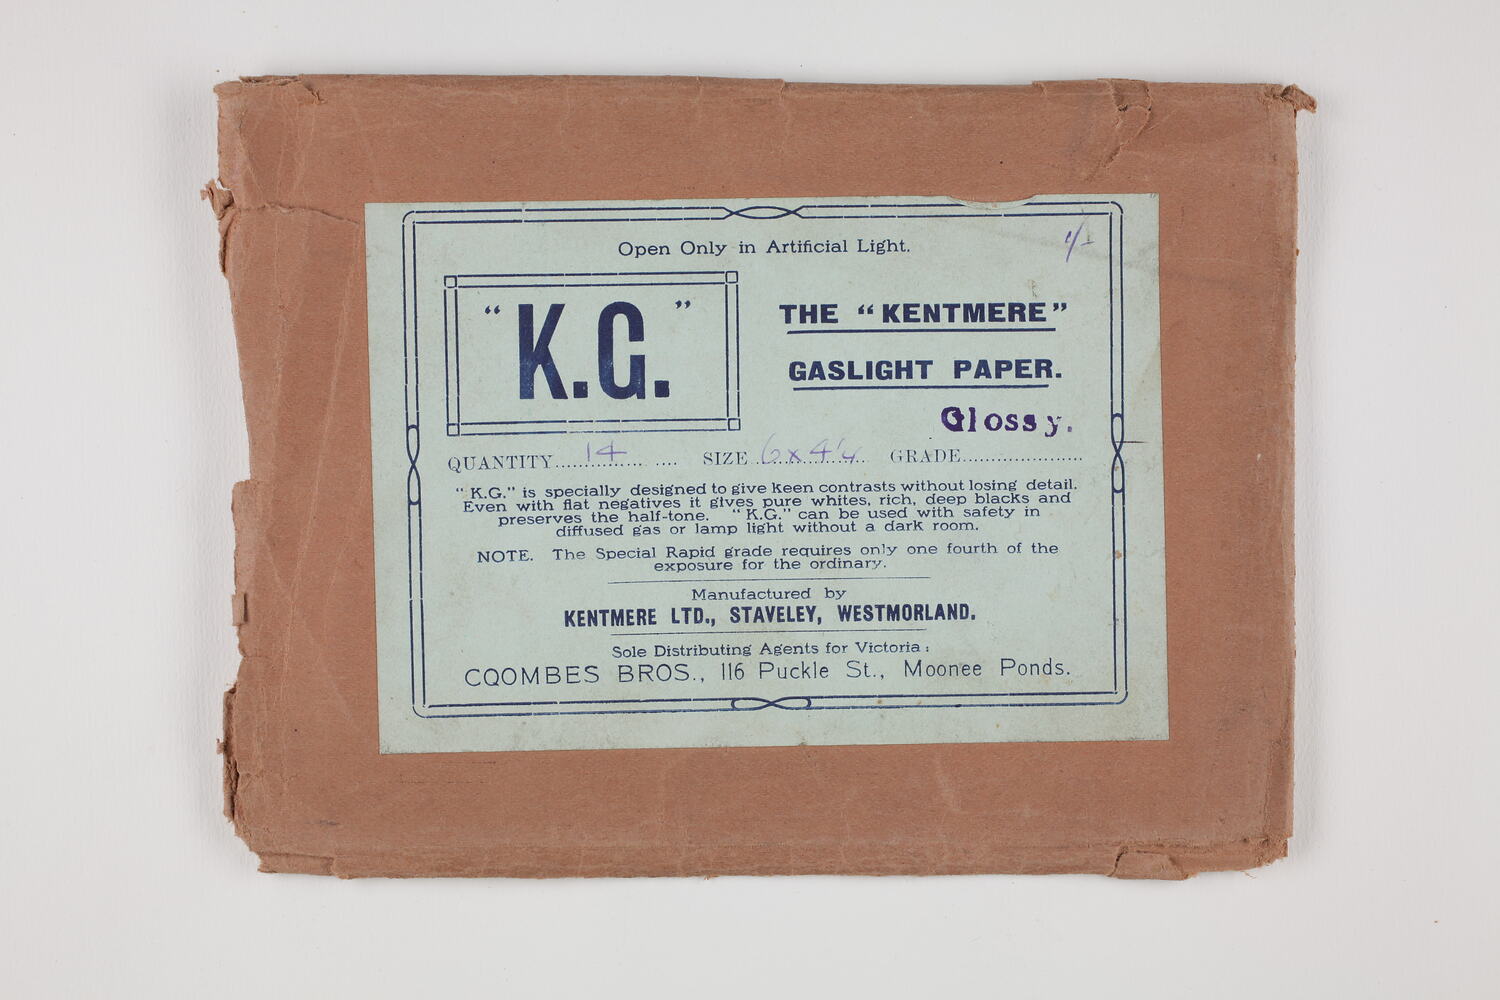 Open Only in Artificial Light.
1/-
"K.G."
THE "KENTMERE"
GASLIGHT PAPER.
Glossy.
QUANTITY......14...... .... SIZE 6x4¼ GRADE.....................
"K.G." is specially designed to give keen contrasts without losing detail.
Even with flat negatives it gives pure whites, rich, deep blacks and
preserves the half-tone. "K.G." can be used with safety in
diffused gas or lamp light without a dark room.
NOTE. The Special Rapid grade requires only one fourth of the
exposure for the ordinary.
Manufactured by
KENTMERE LTD., STAVELEY, WESTMORLAND.
Sole Distributing Agents for Victoria:
COOMBES BROS., 116 Puckle St., Moonee Ponds.